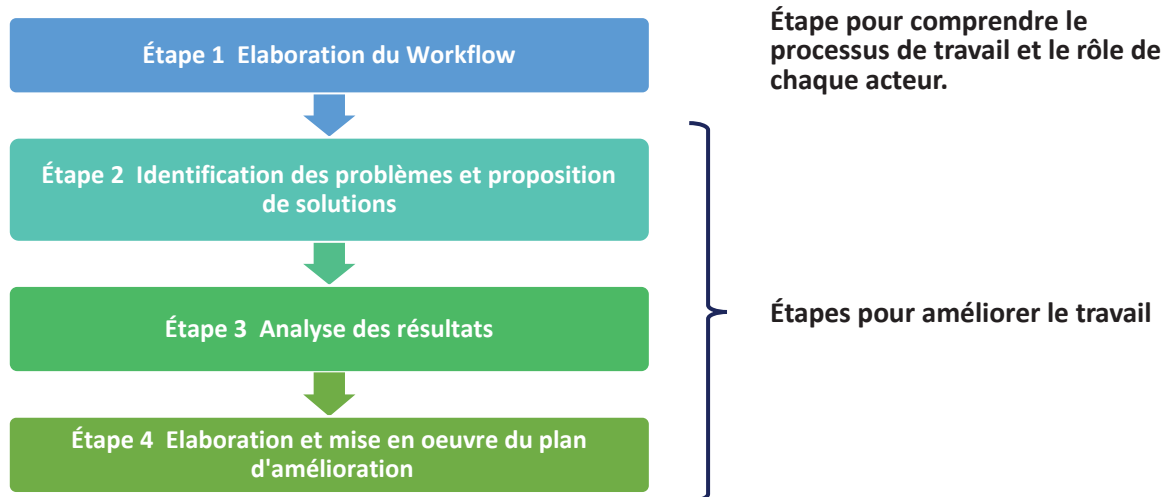 Étape 1  Elaboration du Workflow
Étape pour comprendre le
processus de travail et le rôle de
chaque acteur.
Étape 2  Identification des problèmes et proposition
de solutions
Étape 3  Analyse des résultats
Étapes pour améliorer le travail
Étape 4  Elaboration et mise en oeuvre du plan
d'amélioration